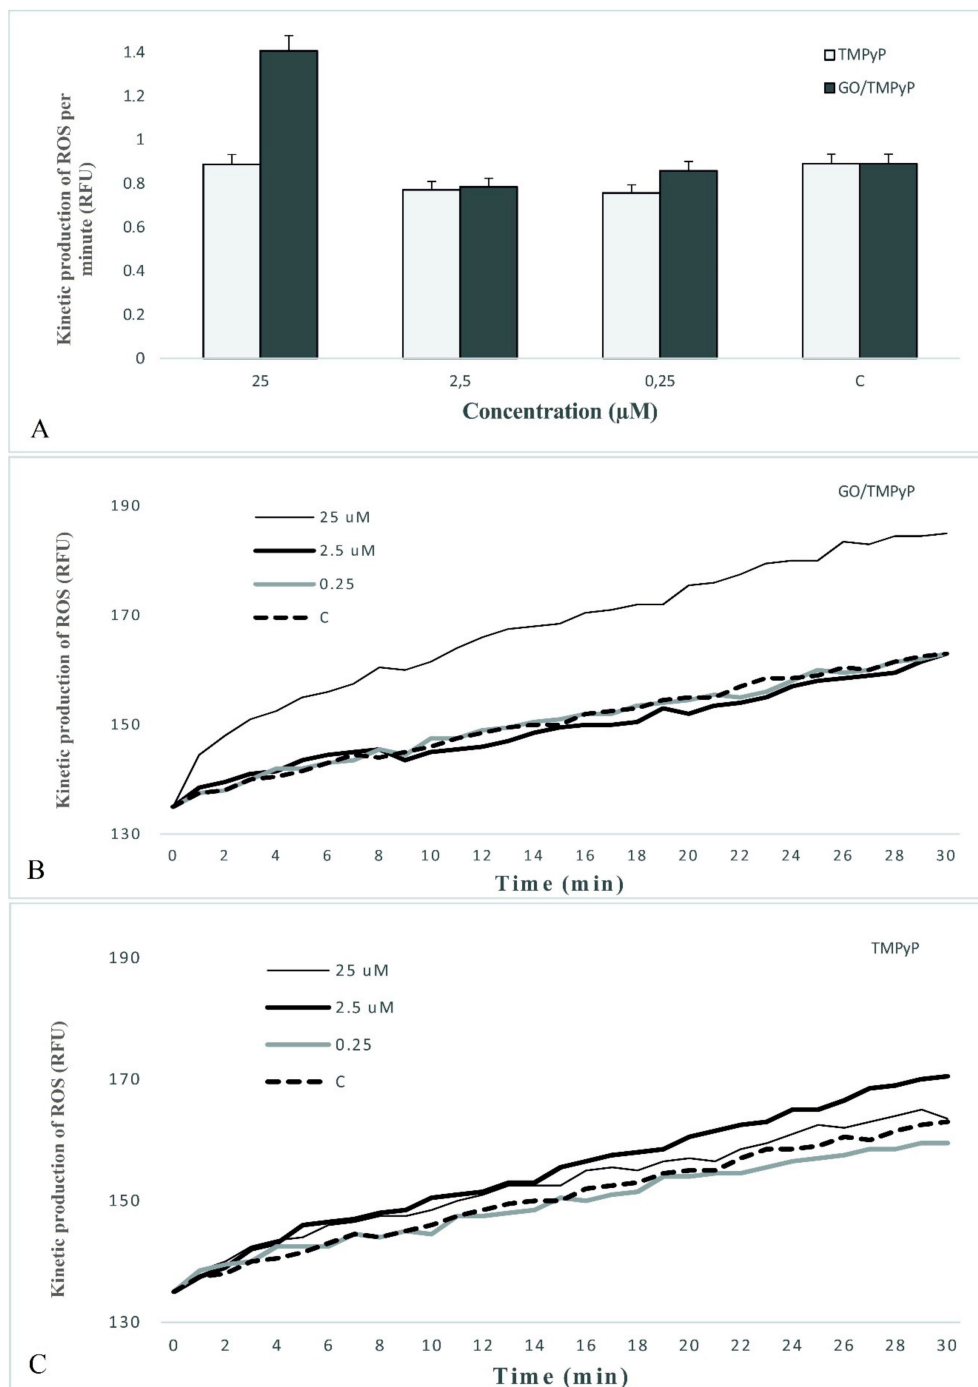 Kinetic production of ROS per
minute (RFU)
1.4
1.2
1
0.8
0.6
0.4
0.2
0
TMPyP
GO/TMPyP
25
2,5
0,25
C
Concentration (µM)
A
GO/TMPyP
Kinetic production of ROS (RFU)
190
170
150
130
25 uM
2.5 uM
0.25
C
0 2 4 6 8 10 12 14 16 18 20 22 24 26 28 30
Time (min)
B
TMPyP
Kinetic production of ROS (RFU)
190
170
150
130
25 uM
2.5 uM
0.25
C
0 2 4 6 8 10 12 14 16 18 20 22 24 26 28 30
Time (min)
C